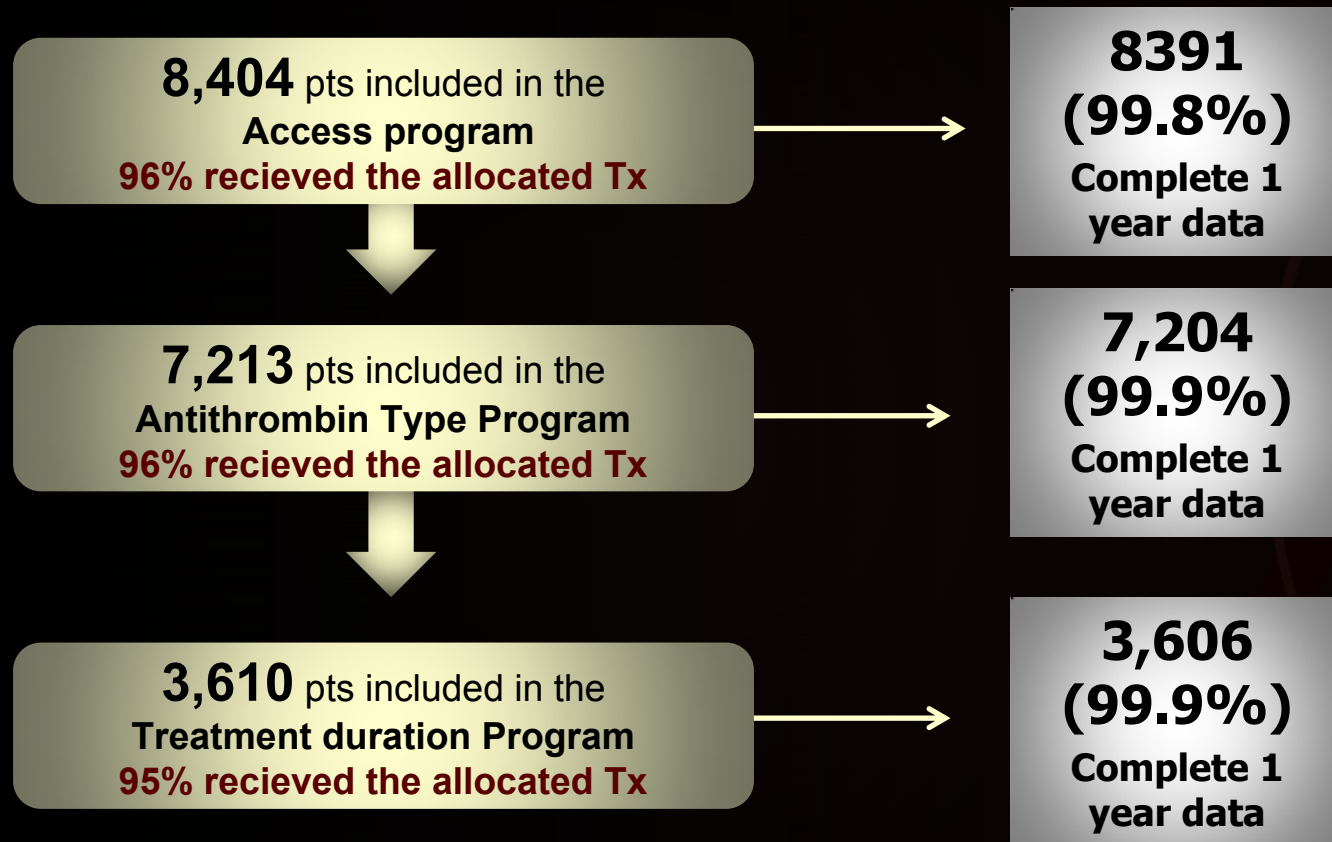 8,404 pts included in the
Access program
96% recieved the allocated Tx
8391
(99.8%)
Complete 1
year data
7,213 pts included in the
Antithrombin Type Program
96% recieved the allocated Tx
7,204
(99.9%)
Complete 1
year data
3,610 pts included in the
Treatment duration Program
95% recieved the allocated Tx
3,606
(99.9%)
Complete 1
year data